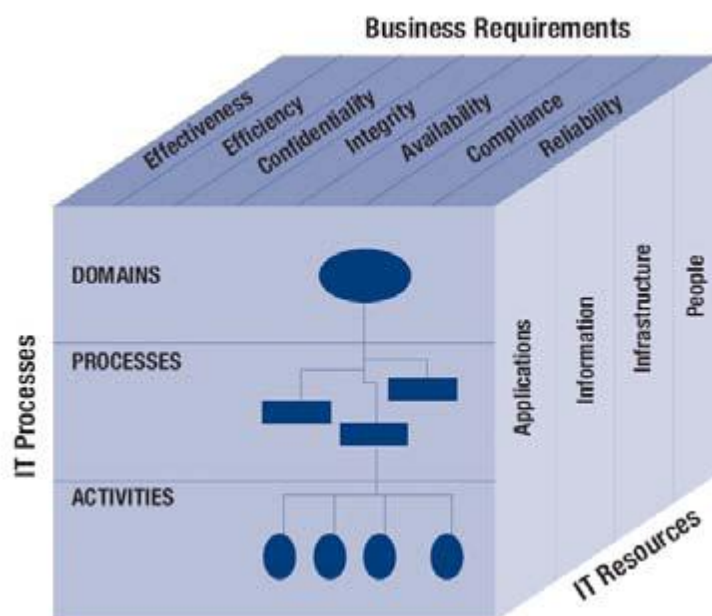 Business Requirements
Effectiveness
Efficiency
Confidentiality
Integrity
Availability
Compliance
Reliability
IT Processes
DOMAINS
PROCESSES
ACTIVITIES
Applications
Information
Infrastructure
People
IT Resources